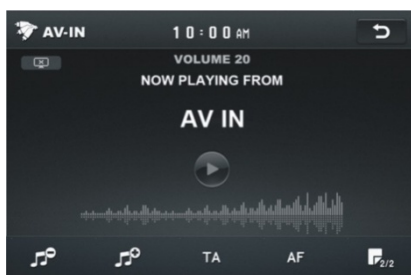 AV-IN 10:00 AM
VOLUME 20
NOW PLAYING FROM
AV IN
TA AF 2/2